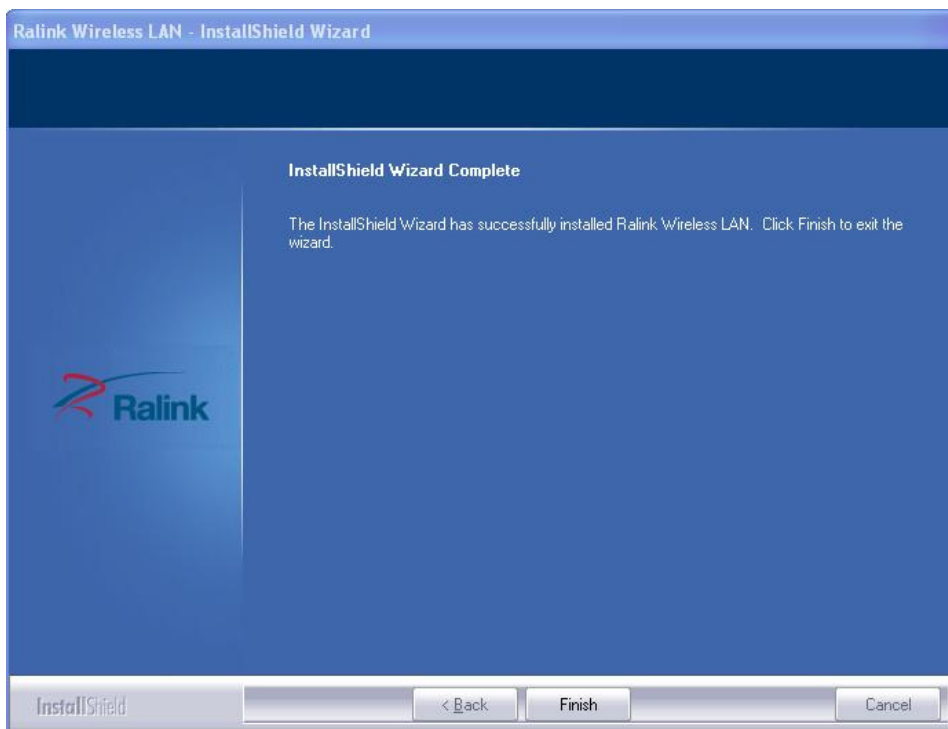 Ralink Wireless LAN - InstallShield Wizard
InstallShield Wizard Complete
The InstallShield Wizard has successfully installed Ralink Wireless LAN. Click Finish to exit the
wizard.
Ralink
InstallShield
< Back
Finish
Cancel